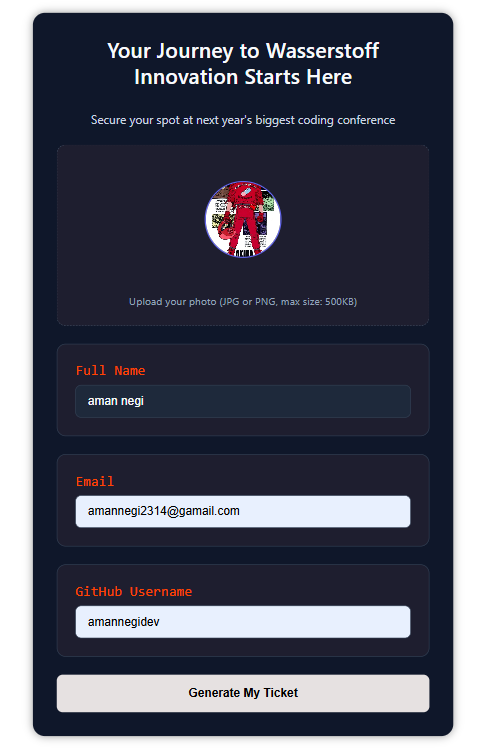 Your Journey to Wasserstoff
Innovation Starts Here
Secure your spot at next year's biggest coding conference
Upload your photo (JPG or PNG, max size: 500KB)
Full Name
aman negi
Email
amannegi2314@gamail.com
GitHub Username
amannegidev
Generate My Ticket